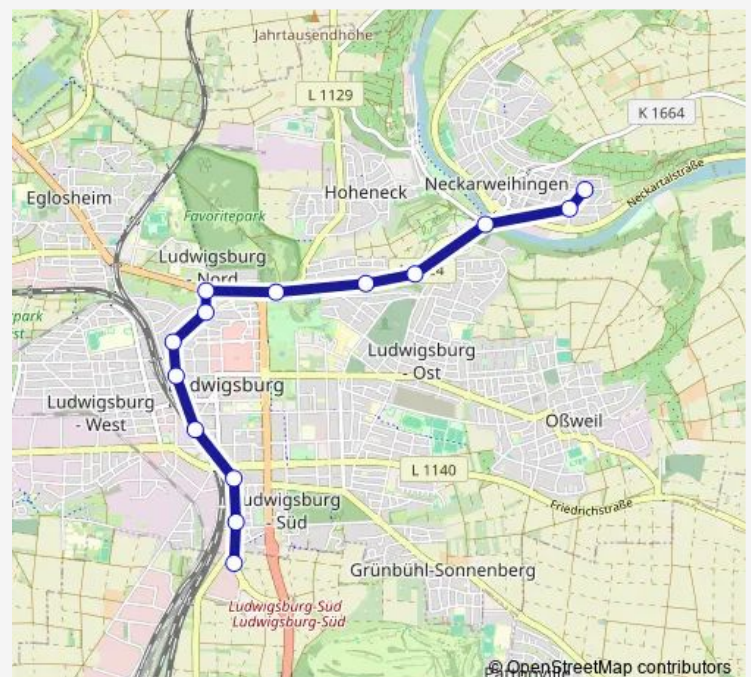 Jahrtausendhöhe
L 1129
K 1664
Eglosheim
Hoheneck
Neckarweihingen
Neckartalstraße
Favoritepark
Ludwigsburg
- Nord
park
Ludwigsburg
- Ost
dwigsburg
Ludwigsburg
- West
Oßweil
L 1140
udwigsburg
- Süd
Friedrichstraße
Grünbühl-Sonnenberg
Ludwigsburg-Süd
Ludwigsburg-Süd
© OpenStreetMap contributors